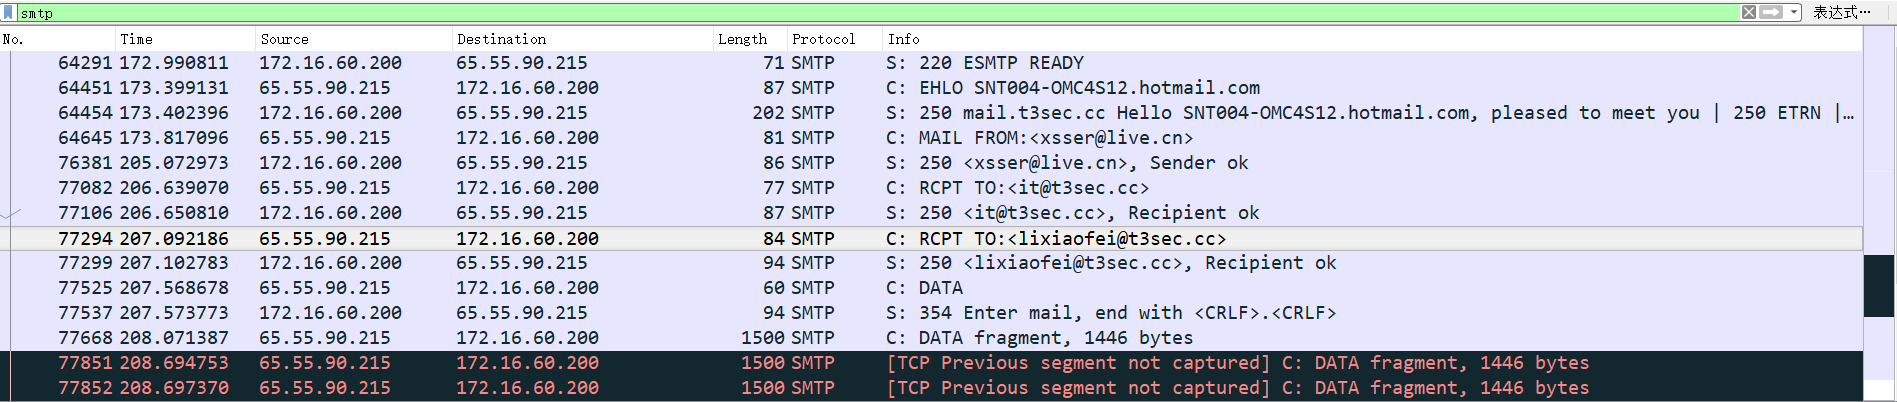 smtp 表达式…
No. Time Source Destination Length Protocol Info
64291 172.990811 172.16.60.200 65.55.90.215 71 SMTP S: 220 ESMTP READY
64451 173.399131 65.55.90.215 172.16.60.200 87 SMTP C: EHLO SNT004-OMC4S12.hotmail.com
64454 173.402396 172.16.60.200 65.55.90.215 202 SMTP S: 250 mail.t3sec.cc Hello SNT004-OMC4S12.hotmail.com, pleased to meet you | 250 ETRN |…
64645 173.817096 65.55.90.215 172.16.60.200 81 SMTP C: MAIL FROM:<xsser@live.cn>
76381 205.072973 172.16.60.200 65.55.90.215 86 SMTP S: 250 <xsser@live.cn>, Sender ok
77082 206.639070 65.55.90.215 172.16.60.200 77 SMTP C: RCPT TO:<it@t3sec.cc>
77106 206.650810 172.16.60.200 65.55.90.215 87 SMTP S: 250 <it@t3sec.cc>, Recipient ok
77294 207.092186 65.55.90.215 172.16.60.200 84 SMTP C: RCPT TO:<lixiaofei@t3sec.cc>
77299 207.102783 172.16.60.200 65.55.90.215 94 SMTP S: 250 <lixiaofei@t3sec.cc>, Recipient ok
77525 207.568678 65.55.90.215 172.16.60.200 60 SMTP C: DATA
77537 207.573773 172.16.60.200 65.55.90.215 94 SMTP S: 354 Enter mail, end with <CRLF>.<CRLF>
77668 208.071387 65.55.90.215 172.16.60.200 1500 SMTP C: DATA fragment, 1446 bytes
77851 208.694753 65.55.90.215 172.16.60.200 1500 SMTP [TCP Previous segment not captured] C: DATA fragment, 1446 bytes
77852 208.697370 65.55.90.215 172.16.60.200 1500 SMTP [TCP Previous segment not captured] C: DATA fragment, 1446 bytes